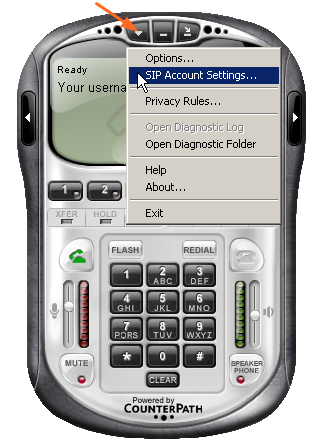 Ready
Your userna
Options...
SIP Account Settings...
Privacy Rules...
Open Diagnostic Log
Open Diagnostic Folder
Help
About...
Exit
1 2
XFER HOLD
FLASH REDIAL
1 2 ABC 3 DEF
4 GHI 5 JKL 6 MNO
7 PQRS 8 TUV 9 WXYZ
* 0 #
MUTE CLEAR SPEAKER PHONE
Powered by
COUNTERPATH